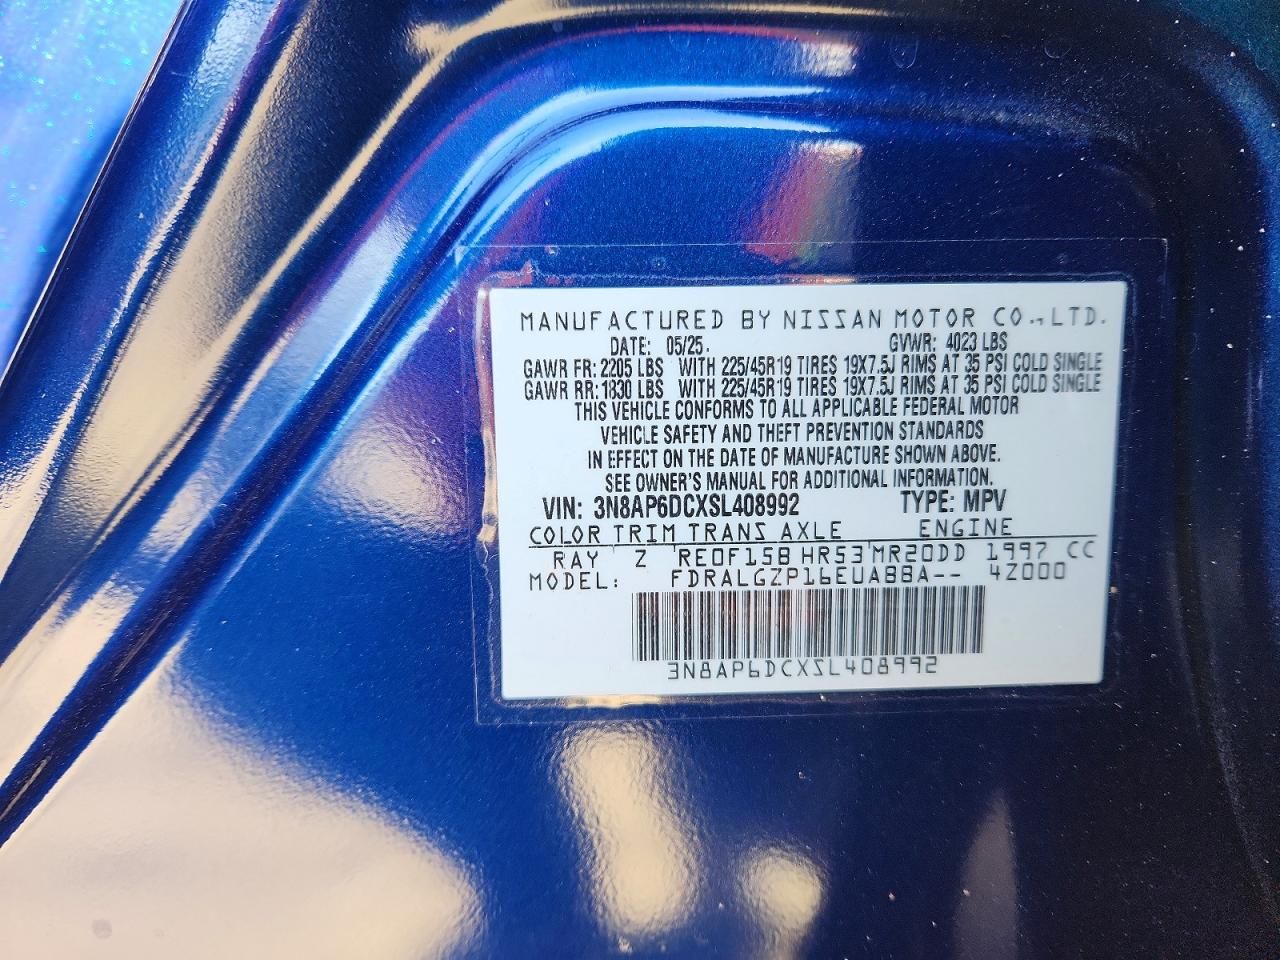 MANUFACTURED BY NISSAN MOTOR CO.,LTD.
DATE: 05/25. GVWR: 4023 LBS
GAWR FR: 2205 LBS WITH 225/45R19 TIRES 19X7.5J RIMS AT 35 PSI COLD SINGLE
GAWR RR: 1830 LBS WITH 225/45R19 TIRES 19X7.5J RIMS AT 35 PSI COLD SINGLE
THIS VEHICLE CONFORMS TO ALL APPLICABLE FEDERAL MOTOR
VEHICLE SAFETY AND THEFT PREVENTION STANDARDS
IN EFFECT ON THE DATE OF MANUFACTURE SHOWN ABOVE.
SEE OWNER'S MANUAL FOR ADDITIONAL INFORMATION.
VIN: 3N8AP6DCXSL408992 TYPE: MPV
COLOR TRIM TRANS AXLE ENGINE
RAY Z RE0F15B HR53 MR20DD 1997 CC
MODEL: FDRALGZP16EUA88A-- 42000
3N8AP6DCXSL408992